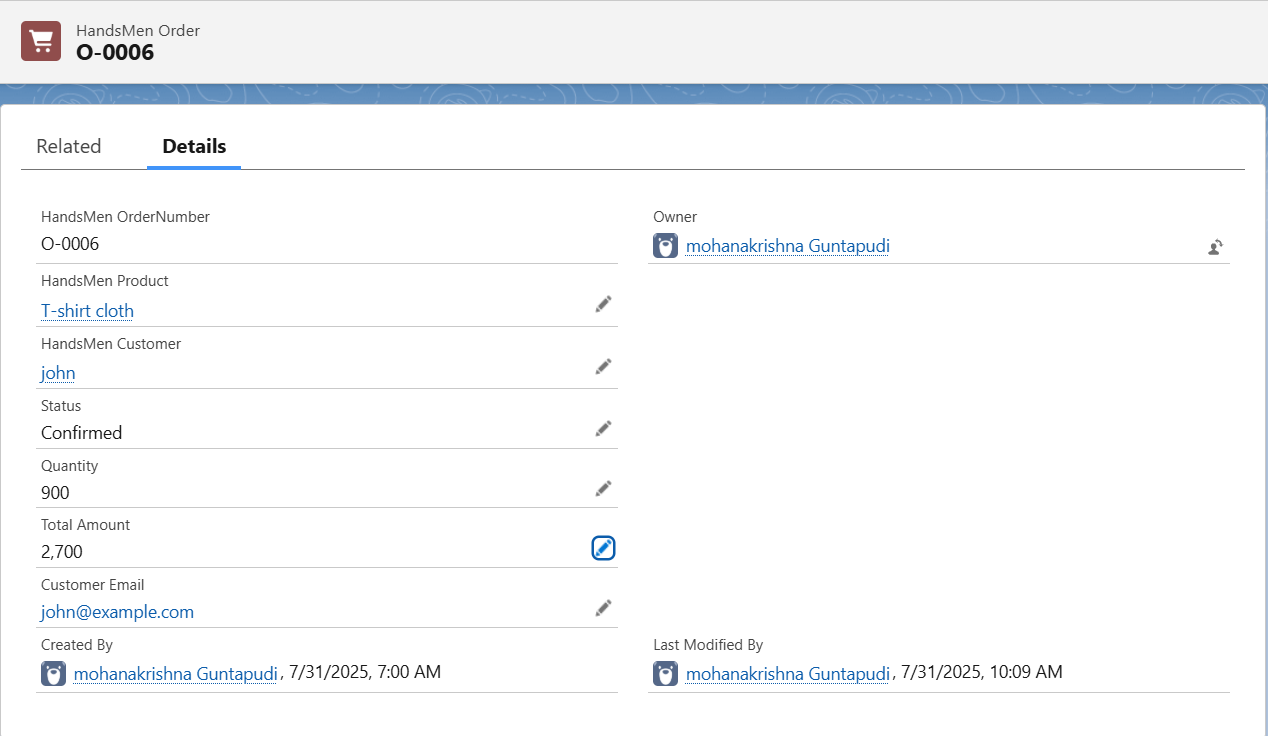 HandsMen Order
O-0006
Related
Details
HandsMen OrderNumber
O-0006
Owner
mohanakrishna Guntapudi
HandsMen Product
T-shirt cloth
HandsMen Customer
john
Status
Confirmed
Quantity
900
Total Amount
2,700
Customer Email
john@example.com
Created By
mohanakrishna Guntapudi, 7/31/2025, 7:00 AM
Last Modified By
mohanakrishna Guntapudi, 7/31/2025, 10:09 AM